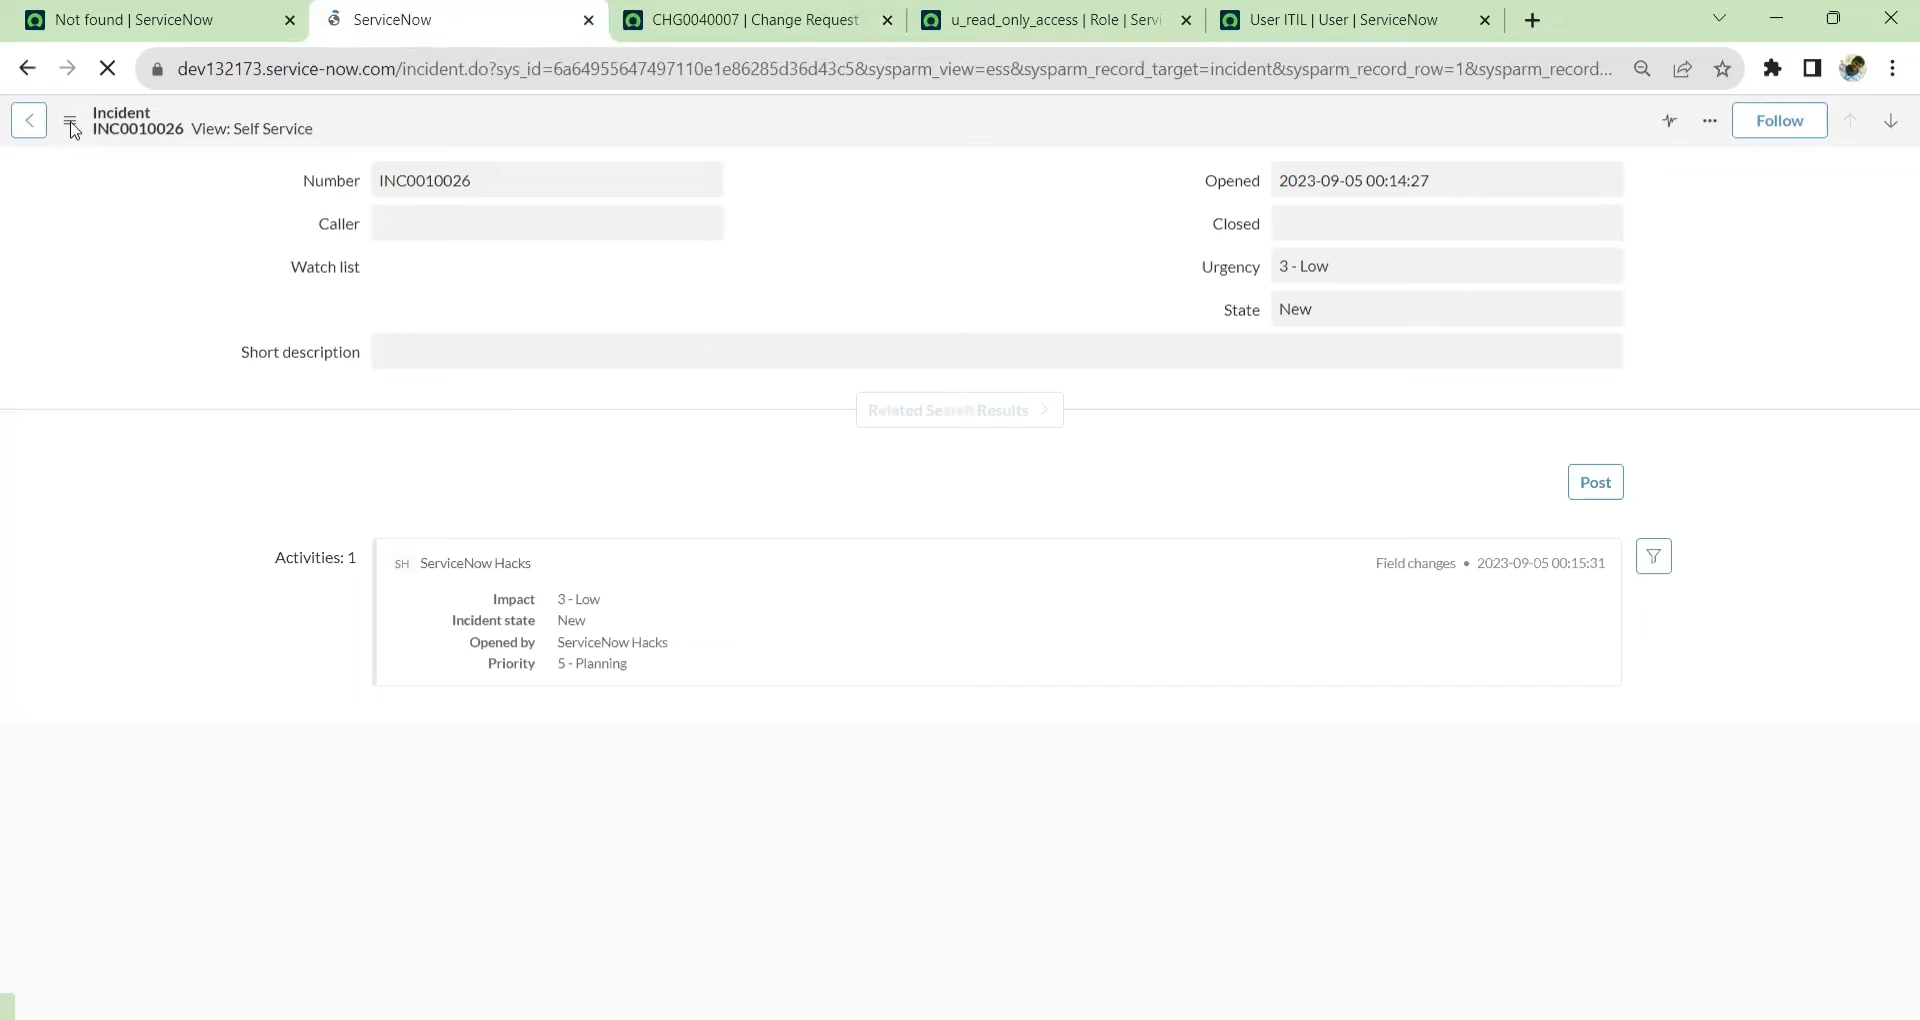 Not found | ServiceNow
ServiceNow
CHG0040007 | Change Request
u_read_only_access | Role | Servi
User ITIL | User | ServiceNow
dev132173.service-now.com/incident.do?sys_id=6a64955647497110e1e86285d36d43c5&sysparm_view=ess&sysparm_record_target=incident&sysparm_record_row=1&sysparm_record...
Incident
INC0010026 View: Self Service
Follow
Number INC0010026
Opened 2023-09-05 00:14:27
Caller
Closed
Watch list
Urgency 3 - Low
State New
Short description
Related Search Results
Post
Activities: 1
SH ServiceNow Hacks
Field changes • 2023-09-05 00:15:31
Impact 3 - Low
Incident state New
Opened by ServiceNow Hacks
Priority 5 - Planning